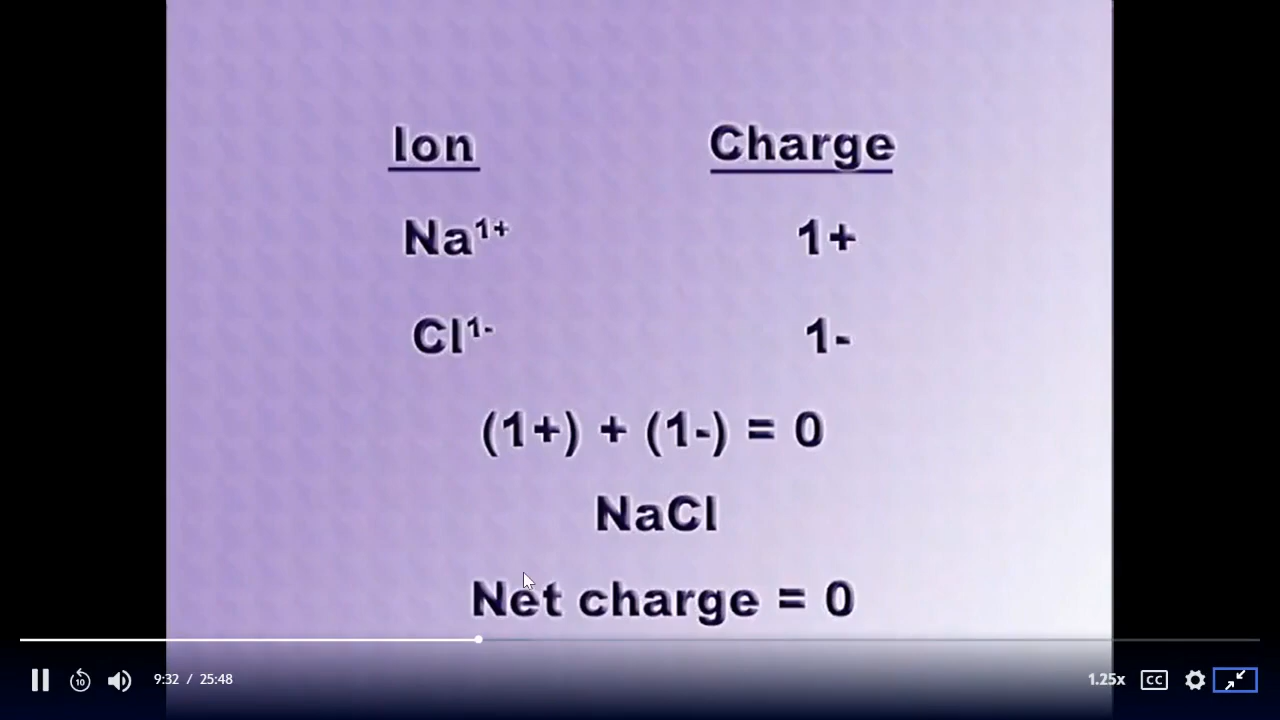 Ion Charge
Na¹⁺ 1+
Cl¹⁻ 1-
(1+) + (1-) = 0
NaCl
Net charge = 0
10 9:32 / 25:48 1.25x CC